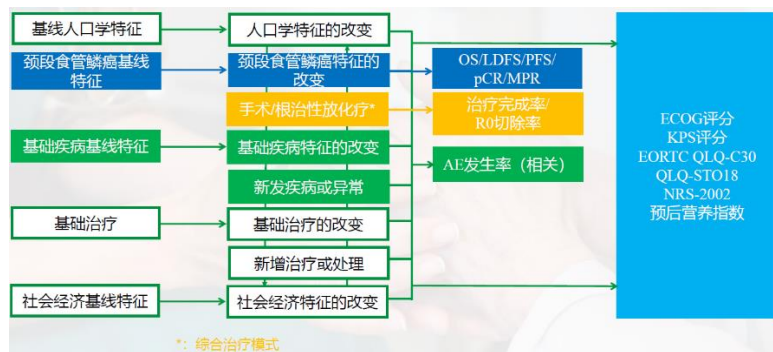 基线人口学特征
人口学特征的改变
颈段食管鳞癌基线
特征
颈段食管鳞癌特征的
改变
OS/LDFS/PFS/
pCR/MPR
手术/根治性放化疗*
治疗完成率/
R0切除率
基础疾病基线特征
基础疾病特征的改变
AE发生率（相关）
新发疾病或异常
基础治疗
基础治疗的改变
新增治疗或处理
社会经济基线特征
社会经济特征的改变
ECOG评分
KPS评分
EORTC QLQ-C30
QLQ-STO18
NRS-2002
预后营养指数
*：综合治疗模式